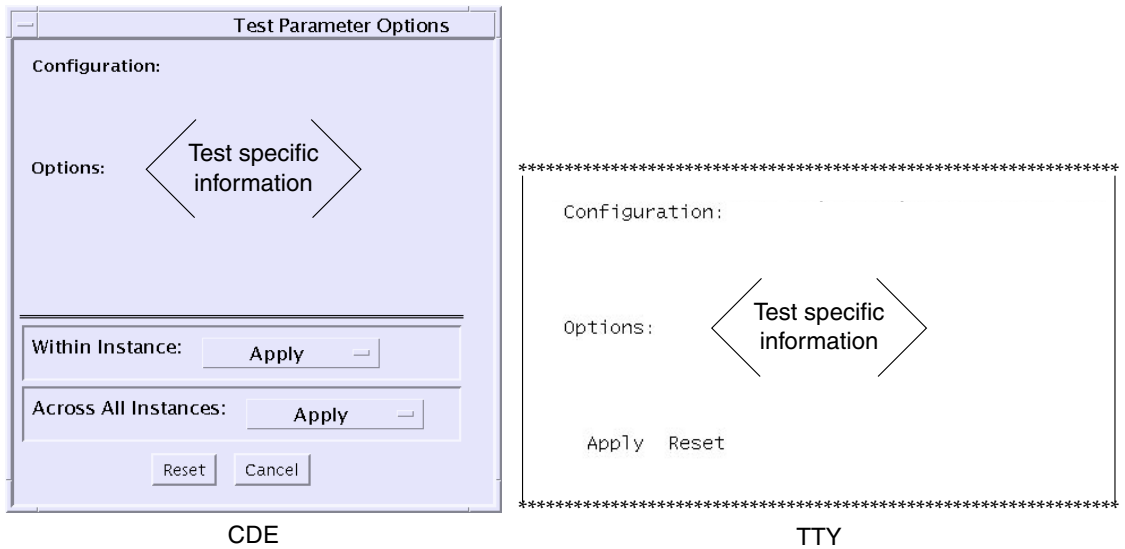 Test Parameter Options
Configuration:
Options:
Test specific
information
Within Instance:
Apply
Across All Instances:
Apply
Reset
Cancel
CDE
***************************************************************
Configuration:
Options:
Test specific
information
Apply Reset
***************************************************************
TTY